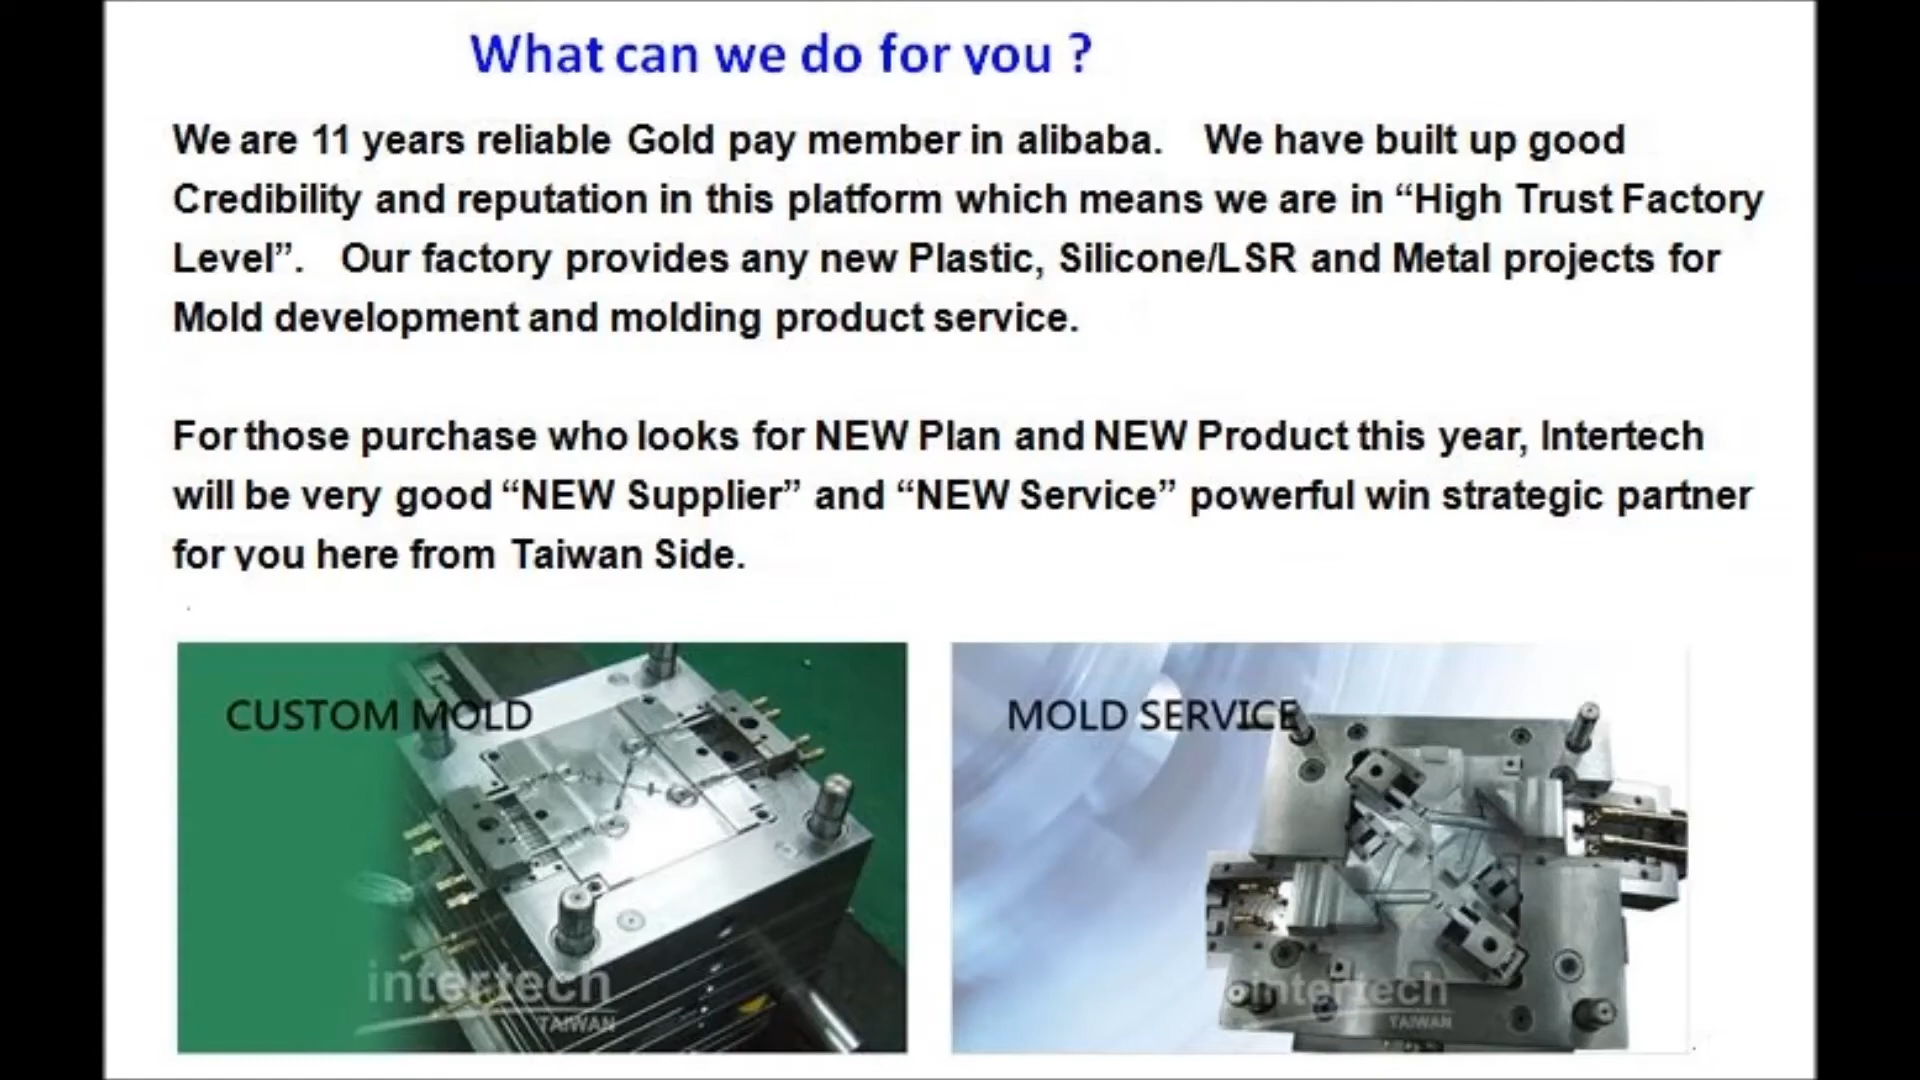 What can we do for you ?
We are 11 years reliable Gold pay member in alibaba. We have built up good
Credibility and reputation in this platform which means we are in “High Trust Factory
Level”. Our factory provides any new Plastic, Silicone/LSR and Metal projects for
Mold development and molding product service.
For those purchase who looks for NEW Plan and NEW Product this year, Intertech
will be very good “NEW Supplier” and “NEW Service” powerful win strategic partner
for you here from Taiwan Side.
CUSTOM MOLD
MOLD SERVICE
intertech
TAIWAN
intertech
TAIWAN